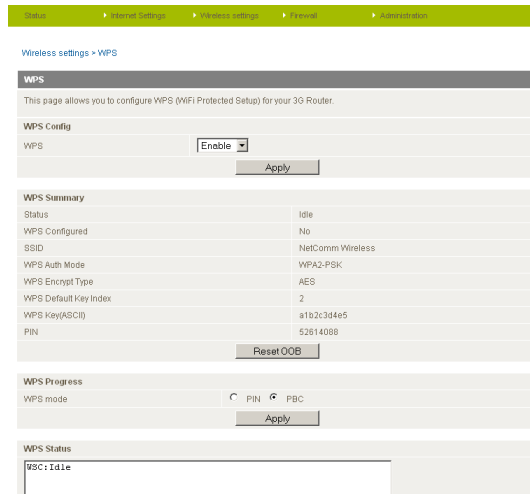 Status Internet Settings Wireless settings Firewall Administration
Wireless settings > WPS
WPS
This page allows you to configure WPS (WiFi Protected Setup) for your 3G Router.
WPS Config
WPS Enable
Apply
WPS Summary
Status Idle
WPS Configured No
SSID NetComm Wireless
WPS Auth Mode WPA2-PSK
WPS Encrypt Type AES
WPS Default Key Index 2
WPS Key(ASCII) a1b2c3d4e5
PIN 52614088
Reset OOB
WPS Progress
WPS mode PIN PBC
Apply
WPS Status
WSC:Idle